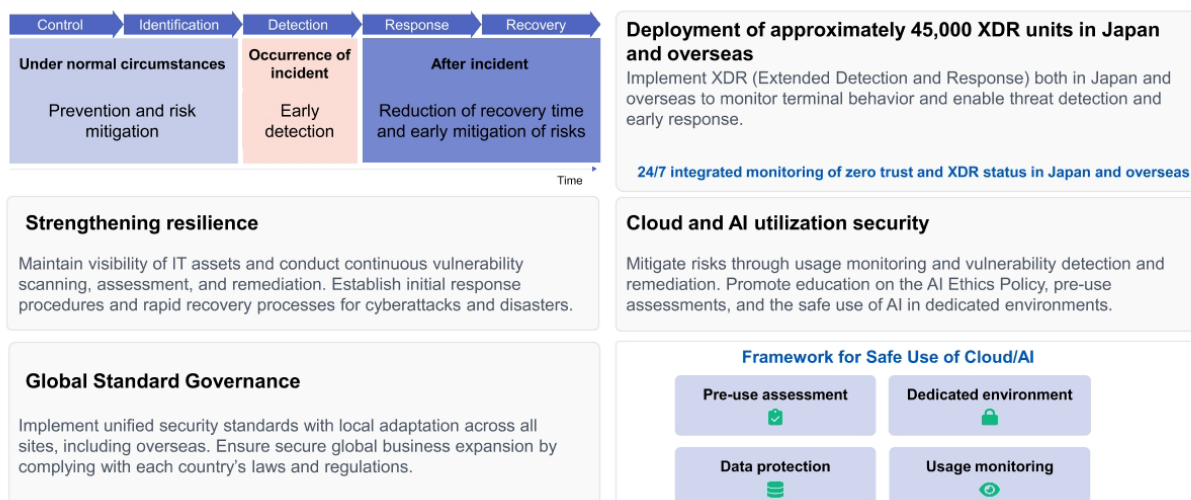 Control
Identification
Detection
Response
Recovery
Under normal circumstances
Prevention and risk
mitigation
Occurrence of
incident
Early
detection
After incident
Reduction of recovery time
and early mitigation of risks
Time
Deployment of approximately 45,000 XDR units in Japan
and overseas
Implement XDR (Extended Detection and Response) both in Japan and
overseas to monitor terminal behavior and enable threat detection and
early response.
24/7 integrated monitoring of zero trust and XDR status in Japan and overseas
Strengthening resilience
Maintain visibility of IT assets and conduct continuous vulnerability
scanning, assessment, and remediation. Establish initial response
procedures and rapid recovery processes for cyberattacks and disasters.
Cloud and AI utilization security
Mitigate risks through usage monitoring and vulnerability detection and
remediation. Promote education on the AI Ethics Policy, pre-use
assessments, and the safe use of AI in dedicated environments.
Global Standard Governance
Implement unified security standards with local adaptation across all
sites, including overseas. Ensure secure global business expansion by
complying with each country's laws and regulations.
Framework for Safe Use of Cloud/AI
Pre-use assessment
Dedicated environment
Data protection
Usage monitoring